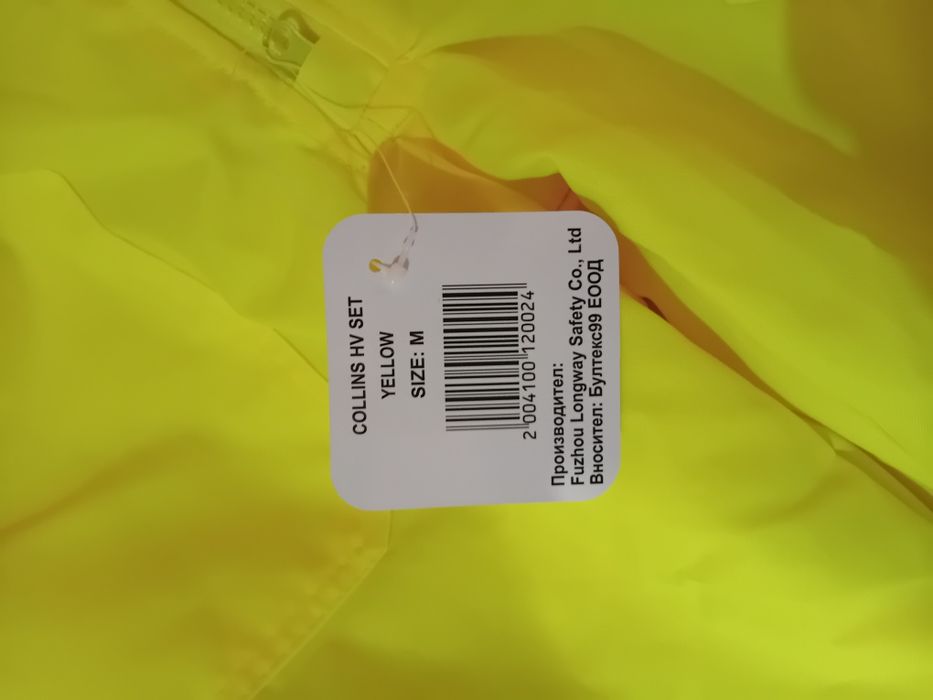 COLLINS HV SET
YELLOW
SIZE: M
2 004100 120024
Производител:
Fuzhou Longway Safety Co., Ltd
Вносител: Бултекс99 ЕООД